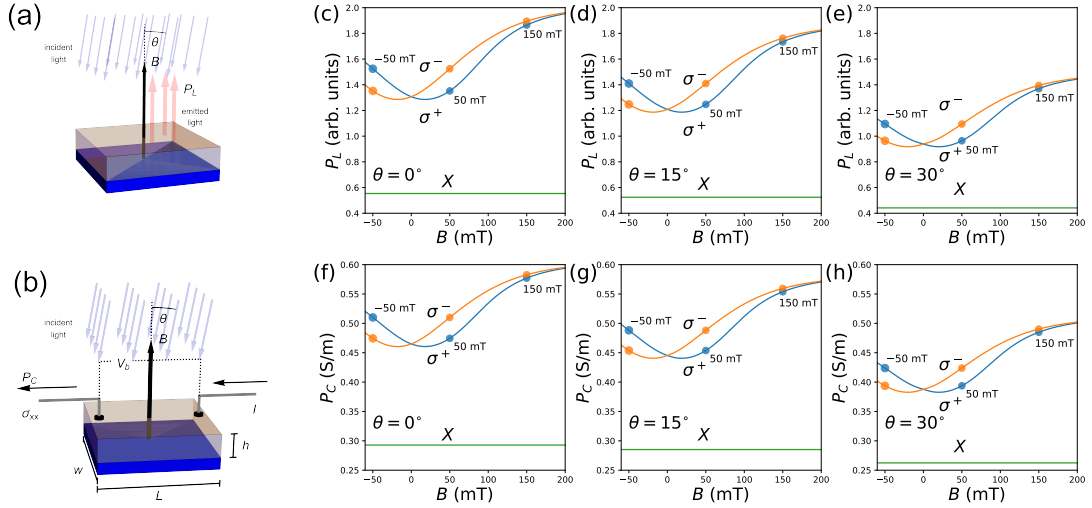 (a)
incident
light
θ
B
P_L
emitted
light
(b)
incident
light
θ
B
V_b
P_C
σ_xx
I
h
w
L
(c)
2.0
1.8
1.6
1.4
1.2
1.0
0.8
0.6
0.4
P_L (arb. units)
−50 mT
σ⁻
150 mT
50 mT
σ⁺
θ = 0°
X
−50 0 50 100 150 200
B (mT)
(d)
2.0
1.8
1.6
1.4
1.2
1.0
0.8
0.6
0.4
P_L (arb. units)
−50 mT
σ⁻
150 mT
50 mT
σ⁺
θ = 15°
X
−50 0 50 100 150 200
B (mT)
(e)
2.0
1.8
1.6
1.4
1.2
1.0
0.8
0.6
0.4
P_L (arb. units)
−50 mT
σ⁻
150 mT
σ⁺ 50 mT
θ = 30°
X
−50 0 50 100 150 200
B (mT)
(f)
0.60
0.55
0.50
0.45
0.40
0.35
0.30
0.25
P_C (S/m)
−50 mT
σ⁻
150 mT
σ⁺ 50 mT
θ = 0°
X
−50 0 50 100 150 200
B (mT)
(g)
0.60
0.55
0.50
0.45
0.40
0.35
0.30
0.25
P_C (S/m)
−50 mT
σ⁻
150 mT
50 mT
σ⁺
θ = 15°
X
−50 0 50 100 150 200
B (mT)
(h)
0.60
0.55
0.50
0.45
0.40
0.35
0.30
0.25
P_C (S/m)
−50 mT
σ⁻
150 mT
σ⁺ 50 mT
θ = 30°
X
−50 0 50 100 150 200
B (mT)